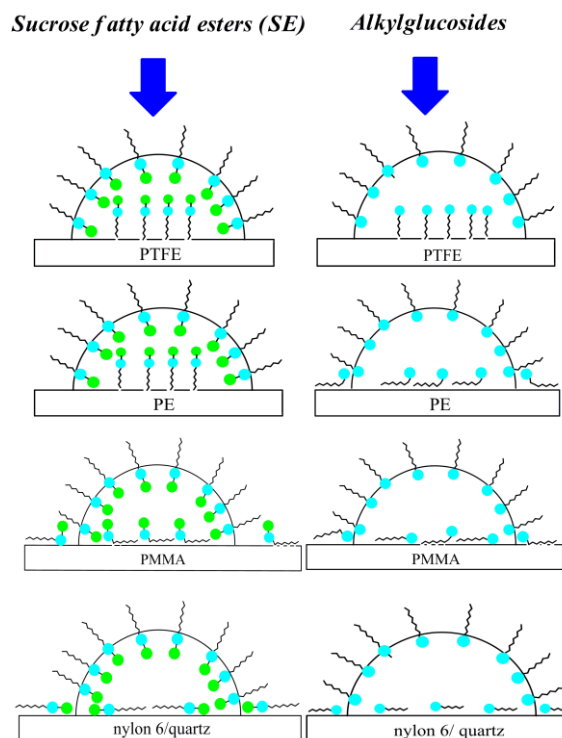 Sucrose fatty acid esters (SE) Alkylglucosides
PTFE PTFE
PE PE
PMMA PMMA
nylon 6/quartz nylon 6/ quartz